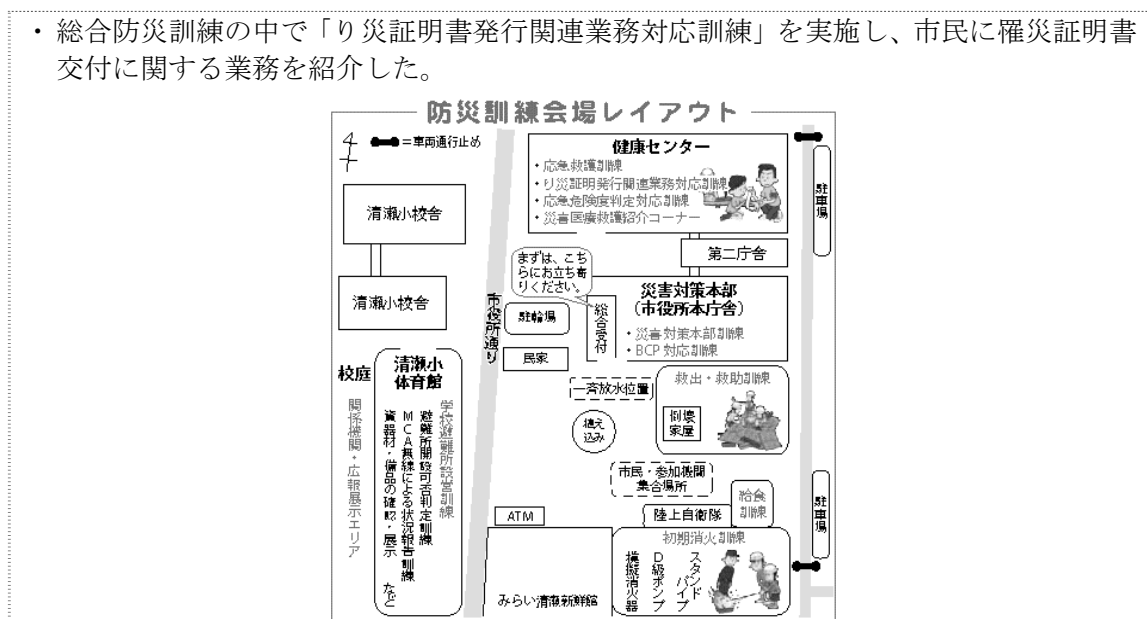 ・総合防災訓練の中で「り災証明書発行関連業務対応訓練」を実施し、市民に罹災証明書
交付に関する業務を紹介した。
防災訓練会場レイアウト
=車両通行止め
清瀬小校舎
清瀬小校舎
健康センター
・応急救護訓練
・り災証明発行関連業務対応訓練
・応急危険度判定対応訓練
・災害医療救護紹介コーナー
駐車場
第二庁舎
まずは、こち
らにお立ち寄
りください。
災害対策本部
(市役所本庁舎)
・災害対策本部訓練
・BCP対応訓練
総合受付
市役所通り
駐輪場
民家
校庭
関係機関・広報展示エリア
清瀬小
体育館
学校避難所設営訓練
避難所開設可否判定訓練
MCA無線による状況報告訓練
資器材・備品の確認・展示 など
一斉放水位置
植え
込み
救出・救助訓練
倒壊
家屋
市民・参加機関
集合場所
給食
訓練
駐車場
ATM
陸上自衛隊
初期消火訓練
スタンド
パイプ
D級ポンプ
模擬消火器
みらい清瀬新鮮館